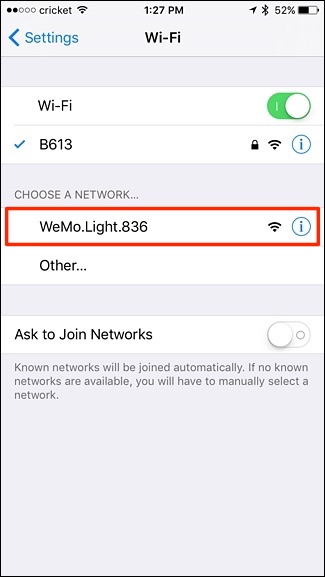 cricket 1:27 PM 52%
Settings Wi-Fi
Wi-Fi
B613
CHOOSE A NETWORK...
WeMo.Light.836
Other...
Ask to Join Networks
Known networks will be joined automatically. If no known
networks are available, you will have to manually select a
network.